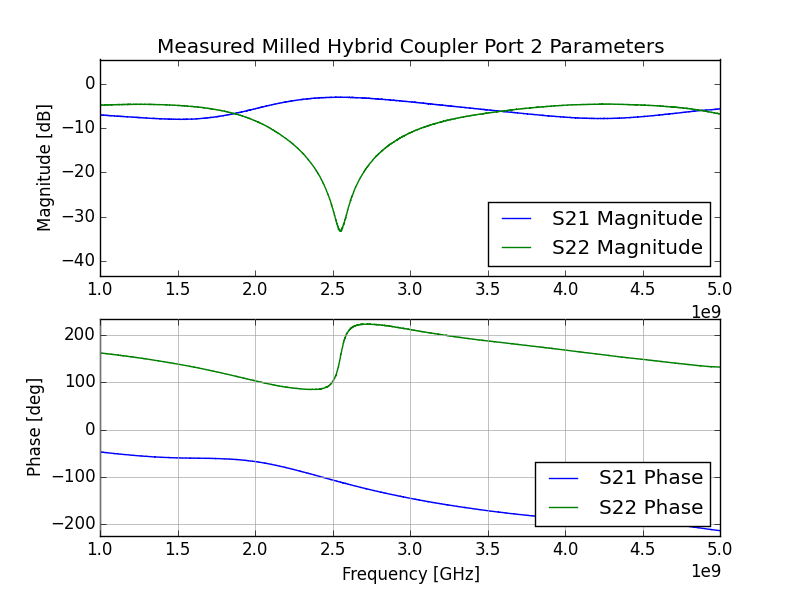 Measured Milled Hybrid Coupler Port 2 Parameters
Magnitude [dB]
0
−10
−20
−30
−40
S21 Magnitude
S22 Magnitude
1.0 1.5 2.0 2.5 3.0 3.5 4.0 4.5 5.0
1e9
Phase [deg]
200
100
0
−100
−200
S21 Phase
S22 Phase
1.0 1.5 2.0 2.5 3.0 3.5 4.0 4.5 5.0
Frequency [GHz]
1e9